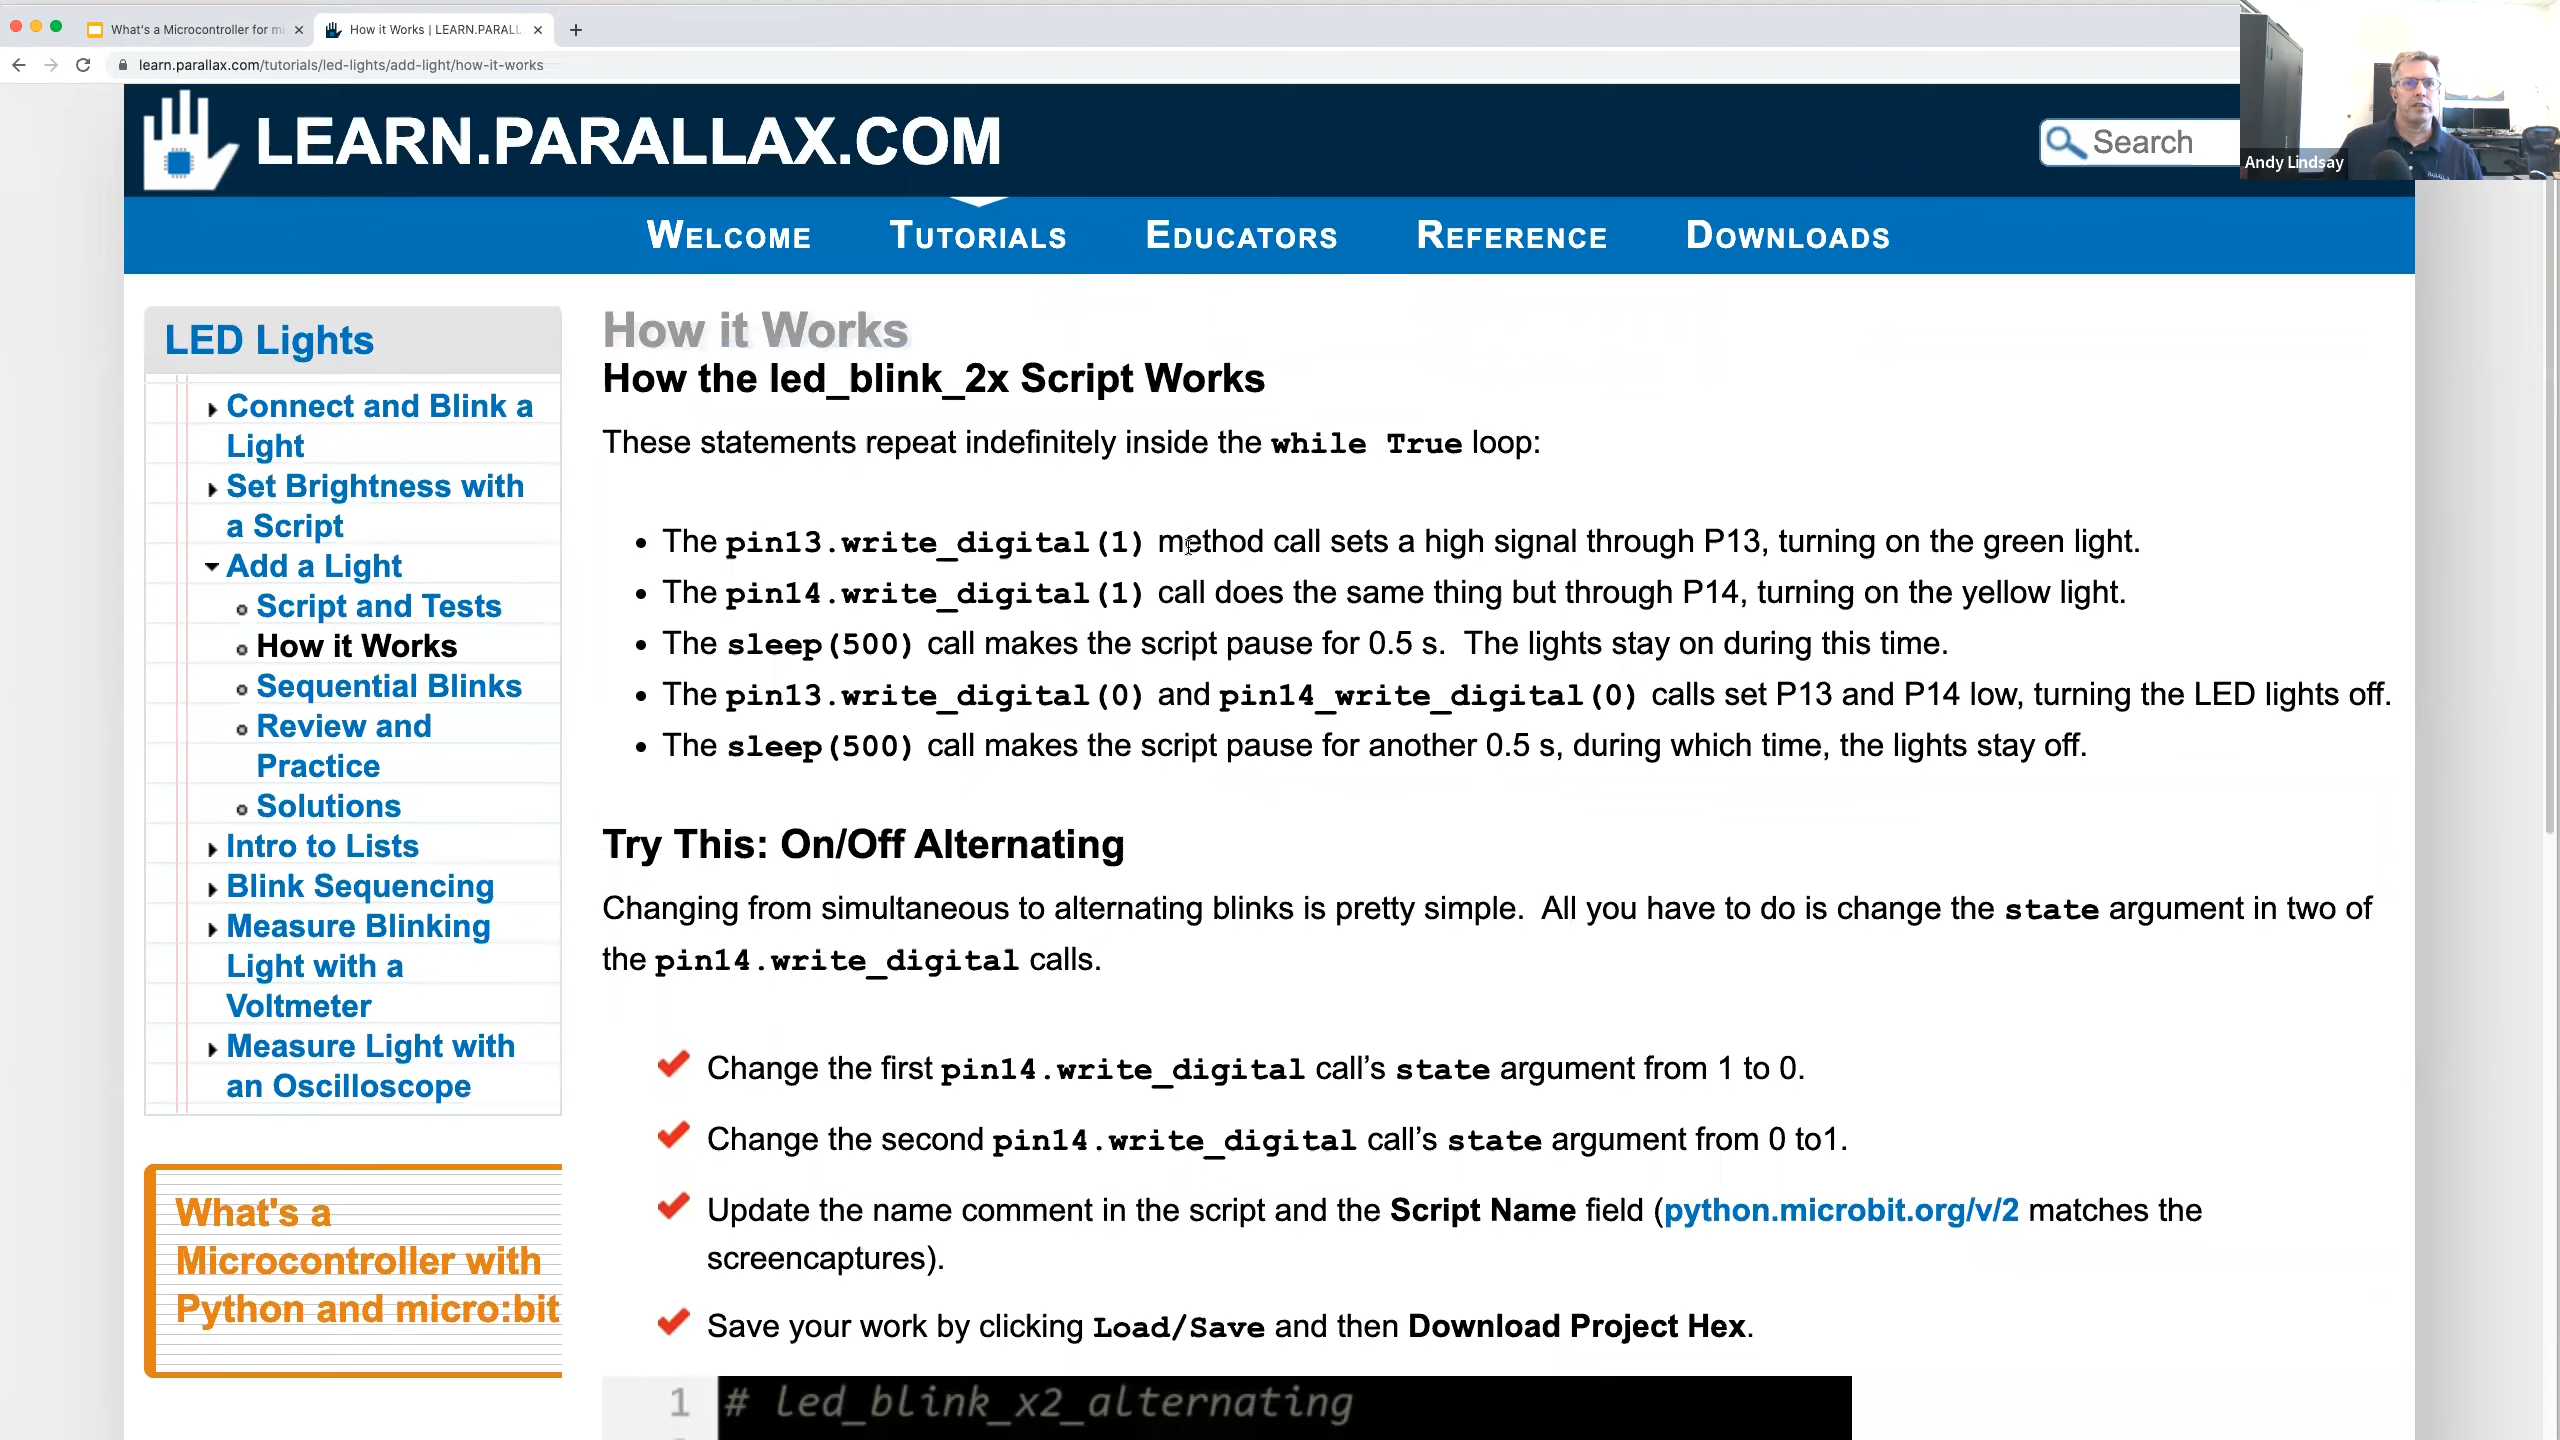 What's a Microcontroller for mi
How it Works | LEARN.PARALL
learn.parallax.com/tutorials/led-lights/add-light/how-it-works
LEARN.PARALLAX.COM
Search
Andy Lindsay
WELCOME
TUTORIALS
EDUCATORS
REFERENCE
DOWNLOADS
LED Lights
Connect and Blink a
Light
Set Brightness with
a Script
Add a Light
Script and Tests
How it Works
Sequential Blinks
Review and
Practice
Solutions
Intro to Lists
Blink Sequencing
Measure Blinking
Light with a
Voltmeter
Measure Light with
an Oscilloscope
What's a
Microcontroller with
Python and micro:bit
How it Works
How the led_blink_2x Script Works
These statements repeat indefinitely inside the while True loop:
• The pin13.write_digital(1) method call sets a high signal through P13, turning on the green light.
• The pin14.write_digital(1) call does the same thing but through P14, turning on the yellow light.
• The sleep(500) call makes the script pause for 0.5 s.  The lights stay on during this time.
• The pin13.write_digital(0) and pin14_write_digital(0) calls set P13 and P14 low, turning the LED lights off.
• The sleep(500) call makes the script pause for another 0.5 s, during which time, the lights stay off.
Try This: On/Off Alternating
Changing from simultaneous to alternating blinks is pretty simple.  All you have to do is change the state argument in two of
the pin14.write_digital calls.
Change the first pin14.write_digital call’s state argument from 1 to 0.
Change the second pin14.write_digital call’s state argument from 0 to1.
Update the name comment in the script and the Script Name field (python.microbit.org/v/2 matches the
screencaptures).
Save your work by clicking Load/Save and then Download Project Hex.
1 # led_blink_x2_alternating